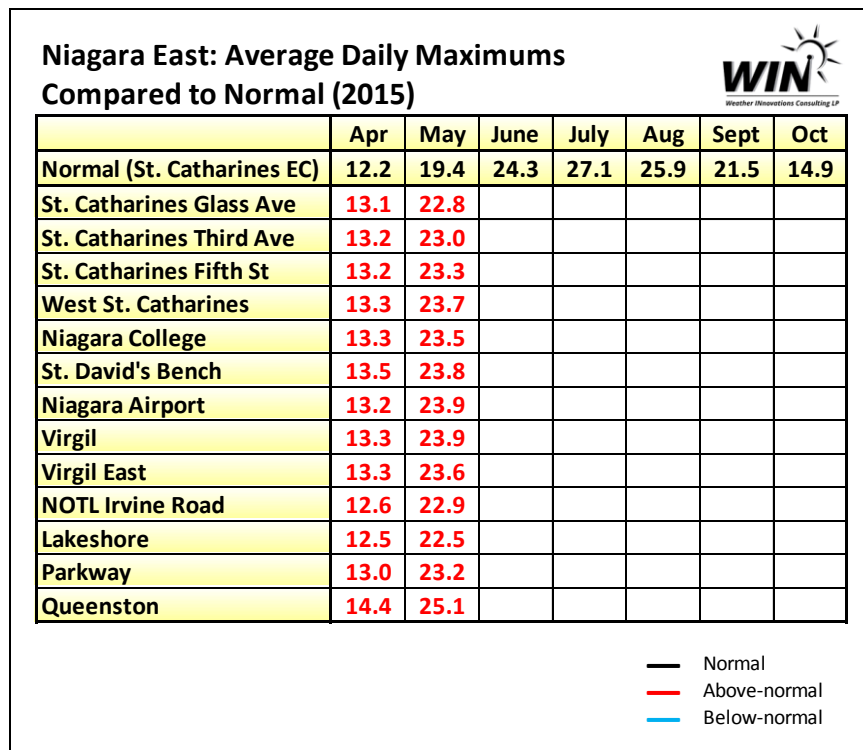 Niagara East: Average Daily Maximums
Compared to Normal (2015)
WIN
Weather INnovations Consulting LP
Apr May June July Aug Sept Oct
Normal (St. Catharines EC) 12.2 19.4 24.3 27.1 25.9 21.5 14.9
St. Catharines Glass Ave 13.1 22.8
St. Catharines Third Ave 13.2 23.0
St. Catharines Fifth St 13.2 23.3
West St. Catharines 13.3 23.7
Niagara College 13.3 23.5
St. David's Bench 13.5 23.8
Niagara Airport 13.2 23.9
Virgil 13.3 23.9
Virgil East 13.3 23.6
NOTL Irvine Road 12.6 22.9
Lakeshore 12.5 22.5
Parkway 13.0 23.2
Queenston 14.4 25.1
Normal
Above-normal
Below-normal